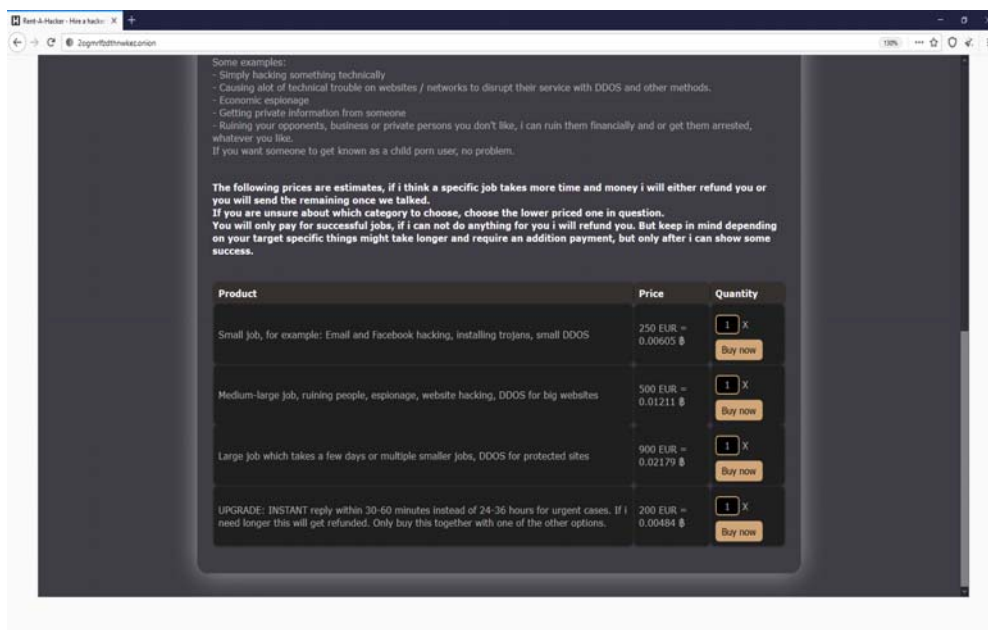 Rent-A-Hacker - Hire a hacker
130%
Some examples:
- Simply hacking something technically
- Causing alot of technical trouble on websites / networks to disrupt their service with DDOS and other methods.
- Economic espionage
- Getting private information from someone
- Ruining your opponents, business or private persons you don't like, i can ruin them financially and or get them arrested,
whatever you like.
If you want someone to get known as a child porn user, no problem.
The following prices are estimates, if i think a specific job takes more time and money i will either refund you or
you will send the remaining once we talked.
If you are unsure about which category to choose, choose the lower priced one in question.
You will only pay for successful jobs, if i can not do anything for you i will refund you. But keep in mind depending
on your target specific things might take longer and require an addition payment, but only after i can show some
success.
Product Price Quantity
Small job, for example: Email and Facebook hacking, installing trojans, small DDOS
250 EUR =
0.00605 ฿
1 X
Buy now
Medium-large job, ruining people, espionage, website hacking, DDOS for big websites
500 EUR =
0.01211 ฿
1 X
Buy now
Large job which takes a few days or multiple smaller jobs, DDOS for protected sites
900 EUR =
0.02179 ฿
1 X
Buy now
UPGRADE: INSTANT reply within 30-60 minutes instead of 24-36 hours for urgent cases. If i
need longer this will get refunded. Only buy this together with one of the other options.
200 EUR =
0.00484 ฿
1 X
Buy now